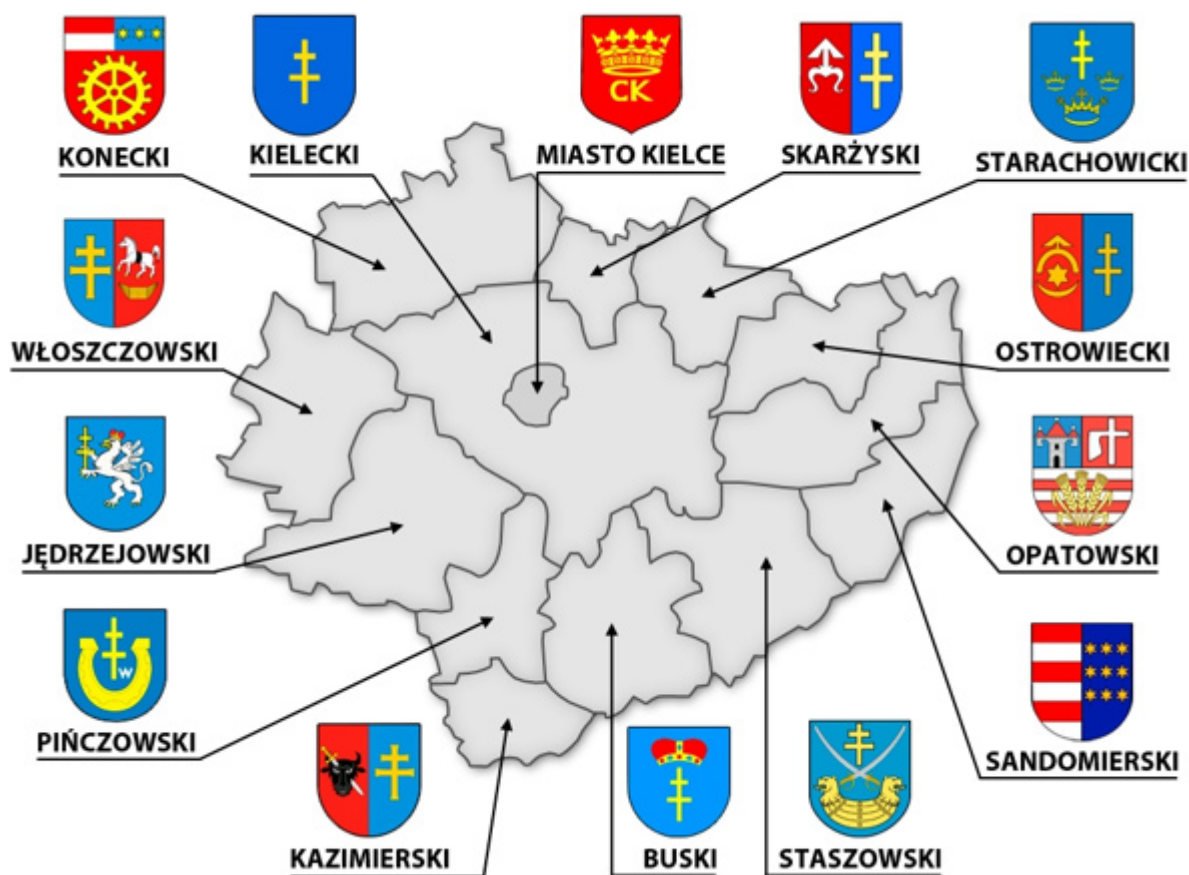 KONECKI
KIELECKI
CK
MIASTO KIELCE
SKARŻYSKI
STARACHOWICKI
WŁOSZCZOWSKI
OSTROWIECKI
JĘDRZEJOWSKI
OPATOWSKI
W
PIŃCZOWSKI
SANDOMIERSKI
KAZIMIERSKI
BUSKI
STASZOWSKI